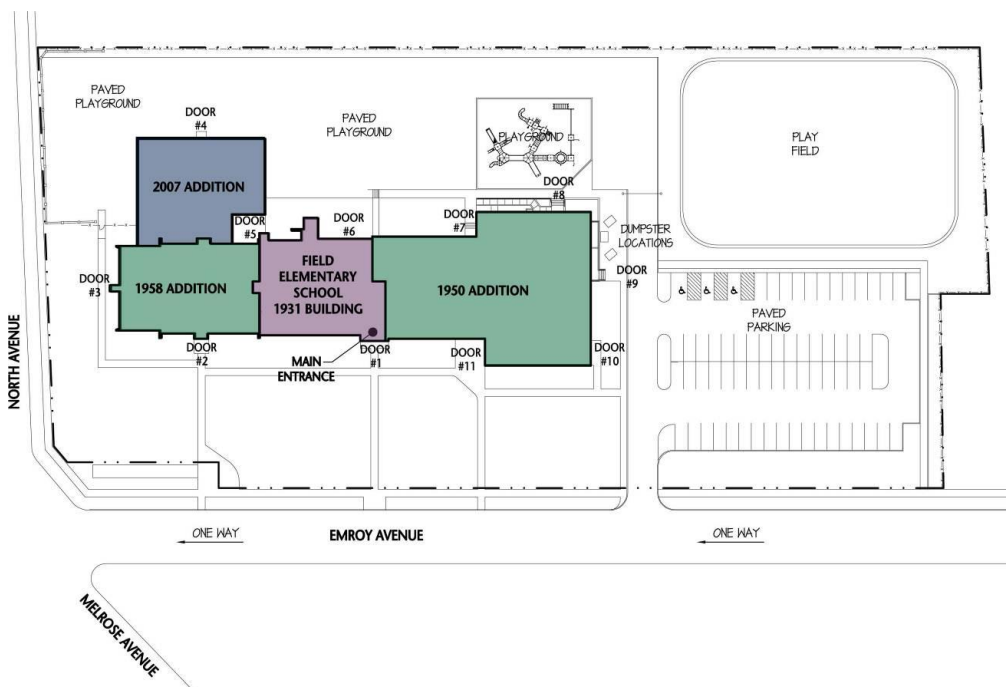 PAVED
PLAYGROUND
DOOR
#4
PAVED
PLAYGROUND
PLAYGROUND
PLAY
FIELD
2007 ADDITION
DOOR
#8
DOOR
#5
DOOR
#6
DOOR
#7
DUMPSTER
LOCATIONS
DOOR
#3
1958 ADDITION
FIELD
ELEMENTARY
SCHOOL
1931 BUILDING
1950 ADDITION
DOOR
#9
PAVED
PARKING
DOOR
#2
MAIN
ENTRANCE
DOOR
#1
DOOR
#11
DOOR
#10
NORTH AVENUE
ONE WAY
EMROY AVENUE
ONE WAY
MELROSE AVENUE